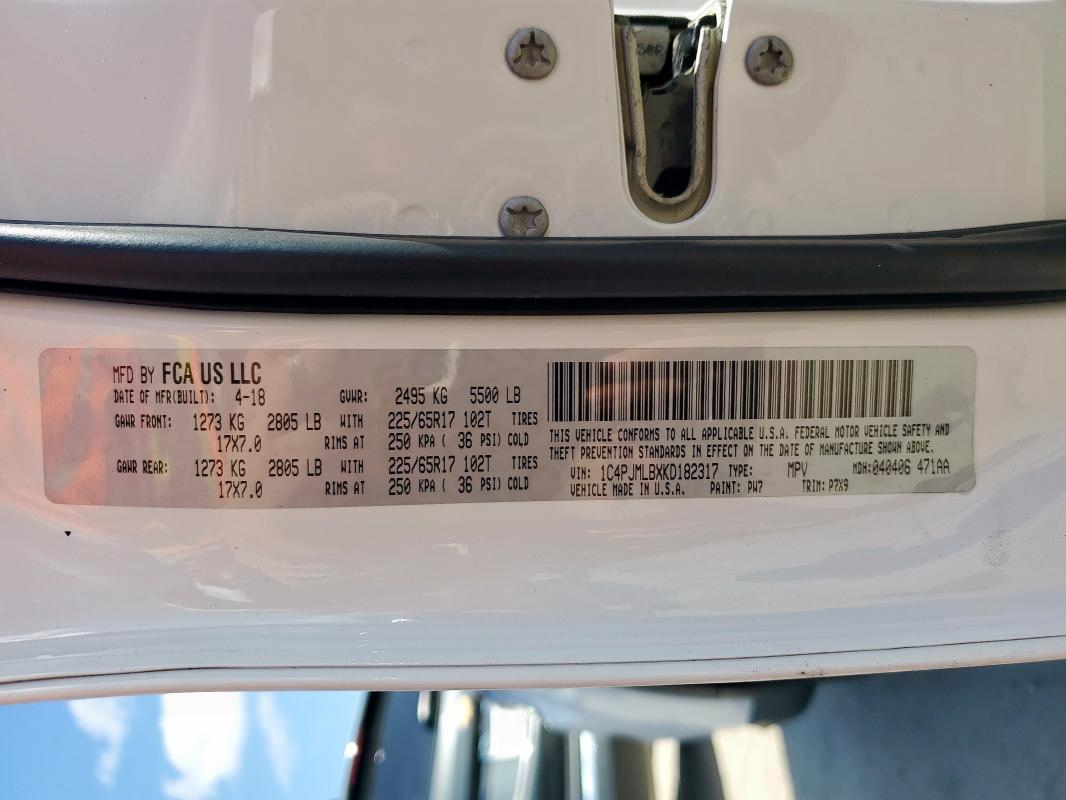 MFD BY FCA US LLC
DATE OF MFR(BUILT): 4-18 GVWR: 2495 KG 5500 LB
GAWR FRONT: 1273 KG 2805 LB WITH 225/65R17 102T TIRES
17X7.0 RIMS AT 250 KPA ( 36 PSI) COLD
GAWR REAR: 1273 KG 2805 LB WITH 225/65R17 102T TIRES
17X7.0 RIMS AT 250 KPA ( 36 PSI) COLD
THIS VEHICLE CONFORMS TO ALL APPLICABLE U.S.A. FEDERAL MOTOR VEHICLE SAFETY AND
THEFT PREVENTION STANDARDS IN EFFECT ON THE DATE OF MANUFACTURE SHOWN ABOVE.
VIN: 1C4PJMLBXKD182317 TYPE: MPV MDH:040406 471AA
VEHICLE MADE IN U.S.A. PAINT: PW7 TRIM: P7X9